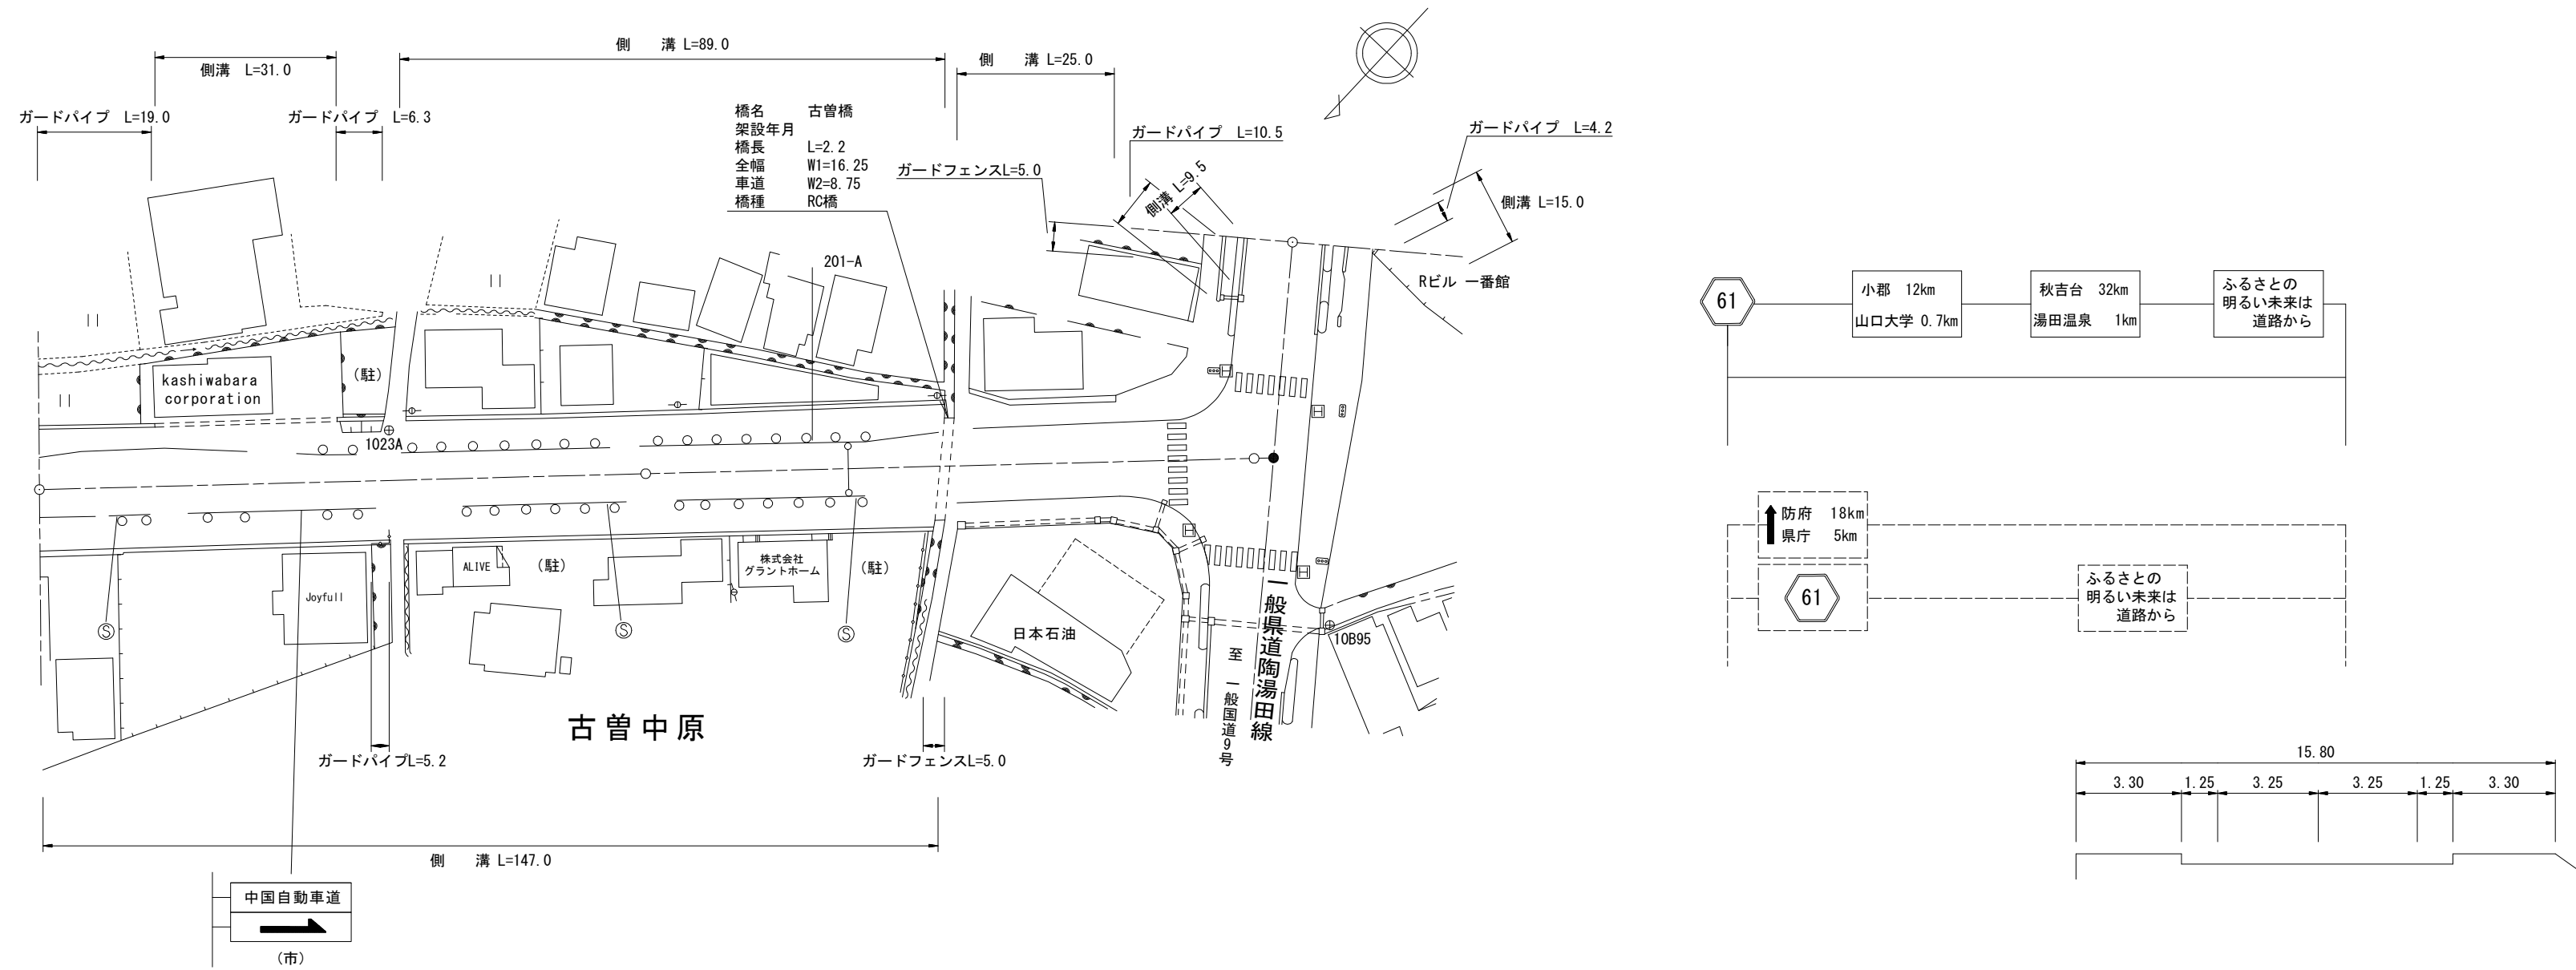 側 溝 L=89.0
側溝 L=31.0
側 溝 L=25.0
ガードパイプ L=19.0
ガードパイプ L=6.3
橋名 古曽橋
架設年月
橋長 L=2.2
全幅 W1=16.25
車道 W2=8.75
橋種 RC橋
ガードフェンスL=5.0
ガードパイプ L=10.5
側溝 L=9.5
ガードパイプ L=4.2
側溝 L=15.0
Rビル 一番館
201-A
kashiwabara
corporation
(駐)
1023A
Joyfull
ALIVE
(駐)
株式会社
グラントホーム
(駐)
日本石油
10B95
一般県道陶湯田線
至 一般国道9号
古曽中原
ガードパイプL=5.2
ガードフェンスL=5.0
側 溝 L=147.0
中国自動車道
(市)
61
小郡 12km
山口大学 0.7km
秋吉台 32km
湯田温泉 1km
ふるさとの
明るい未来は
道路から
防府 18km
県庁 5km
61
ふるさとの
明るい未来は
道路から
15.80
3.30 1.25 3.25 3.25 1.25 3.30
S
S
S